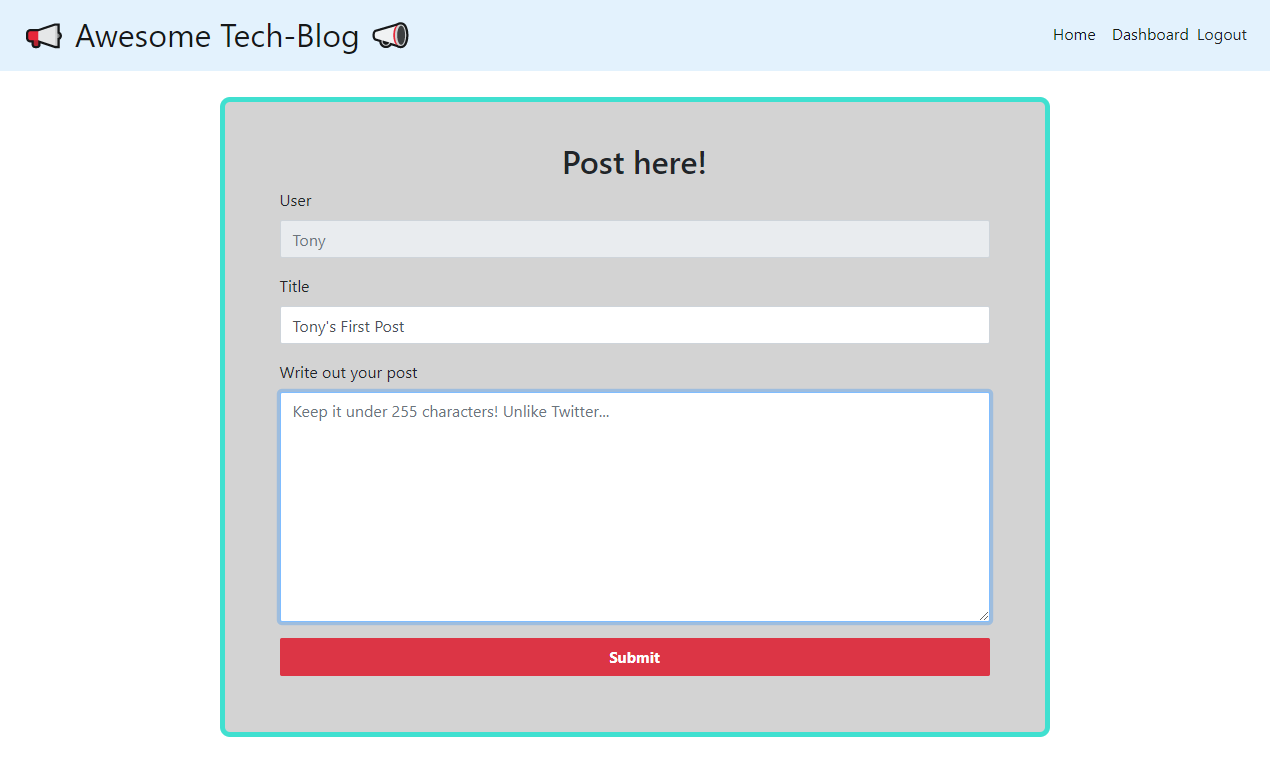 Awesome Tech-Blog
Home Dashboard Logout
Post here!
User
Tony
Title
Tony's First Post
Write out your post
Keep it under 255 characters! Unlike Twitter...
Submit